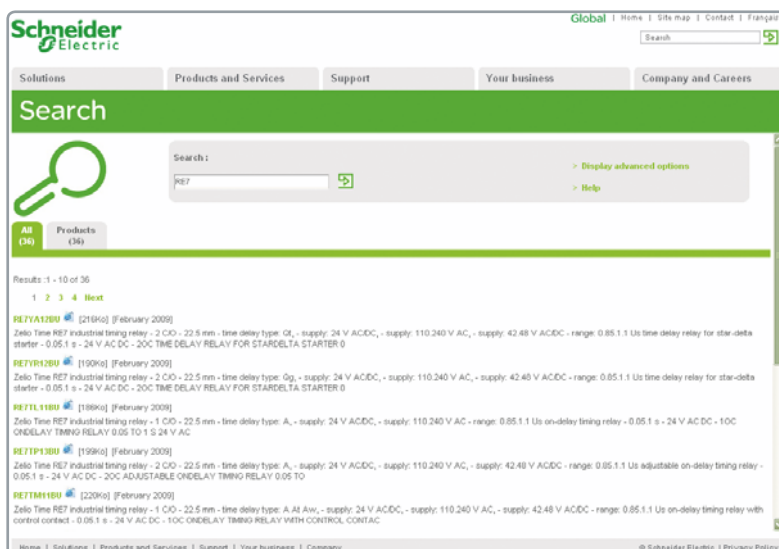 Schneider
Electric
Global | Home | Site map | Contact | Français
Search
Solutions
Products and Services
Support
Your business
Company and Careers
Search
Search :
RE7
> Display advanced options
> Help
All
(36)
Products
(36)
Results :1 - 10 of 36
1 2 3 4 Next
RE7YA12BU [216Ko] [February 2009]
Zelio Time RE7 industrial timing relay - 2 C/O - 22.5 mm - time delay type: Qt, - supply: 24 V AC/DC, - supply: 110.240 V AC, - supply: 42.48 V AC/DC - range: 0.85.1.1 Us time delay relay for star-delta
starter - 0.05.1 s - 24 V AC DC - 2OC TIME DELAY RELAY FOR STARDELTA STARTER 0
RE7YR12BU [190Ko] [February 2009]
Zelio Time RE7 industrial timing relay - 2 C/O - 22.5 mm - time delay type: Qg, - supply: 24 V AC/DC, - supply: 110.240 V AC, - supply: 42.48 V AC/DC - range: 0.85.1.1 Us time delay relay for star-delta
starter - 0.05.1 s - 24 V AC DC - 2OC TIME DELAY RELAY FOR STARDELTA STARTER 0
RE7TL11BU [186Ko] [February 2009]
Zelio Time RE7 industrial timing relay - 1 C/O - 22.5 mm - time delay type: A, - supply: 24 V AC/DC, - supply: 110.240 V AC - range: 0.85.1.1 Us on-delay timing relay - 0.05.1 s - 24 V AC DC - 1OC
ONDELAY TIMING RELAY 0.05 TO 1 S 24 V AC
RE7TP13BU [199Ko] [February 2009]
Zelio Time RE7 industrial timing relay - 2 C/O - 22.5 mm - time delay type: A, - supply: 24 V AC/DC, - supply: 110.240 V AC, - supply: 42.48 V AC/DC - range: 0.85.1.1 Us adjustable on-delay timing relay -
0.05.1 s - 24 V AC DC - 2OC ADJUSTABLE ONDELAY TIMING RELAY 0.05 TO
RE7TM11BU [220Ko] [February 2009]
Zelio Time RE7 industrial timing relay - 1 C/O - 22.5 mm - time delay type: A At Aw, - supply: 24 V AC/DC, - supply: 110.240 V AC, - supply: 42.48 V AC/DC - range: 0.85.1.1 Us on-delay timing relay with
control contact - 0.05.1 s - 24 V AC DC - 1OC ONDELAY TIMING RELAY WITH CONTROL CONTAC
Home | Solutions | Products and Services | Support | Your business | Company
© Schneider Electric | Privacy Policy